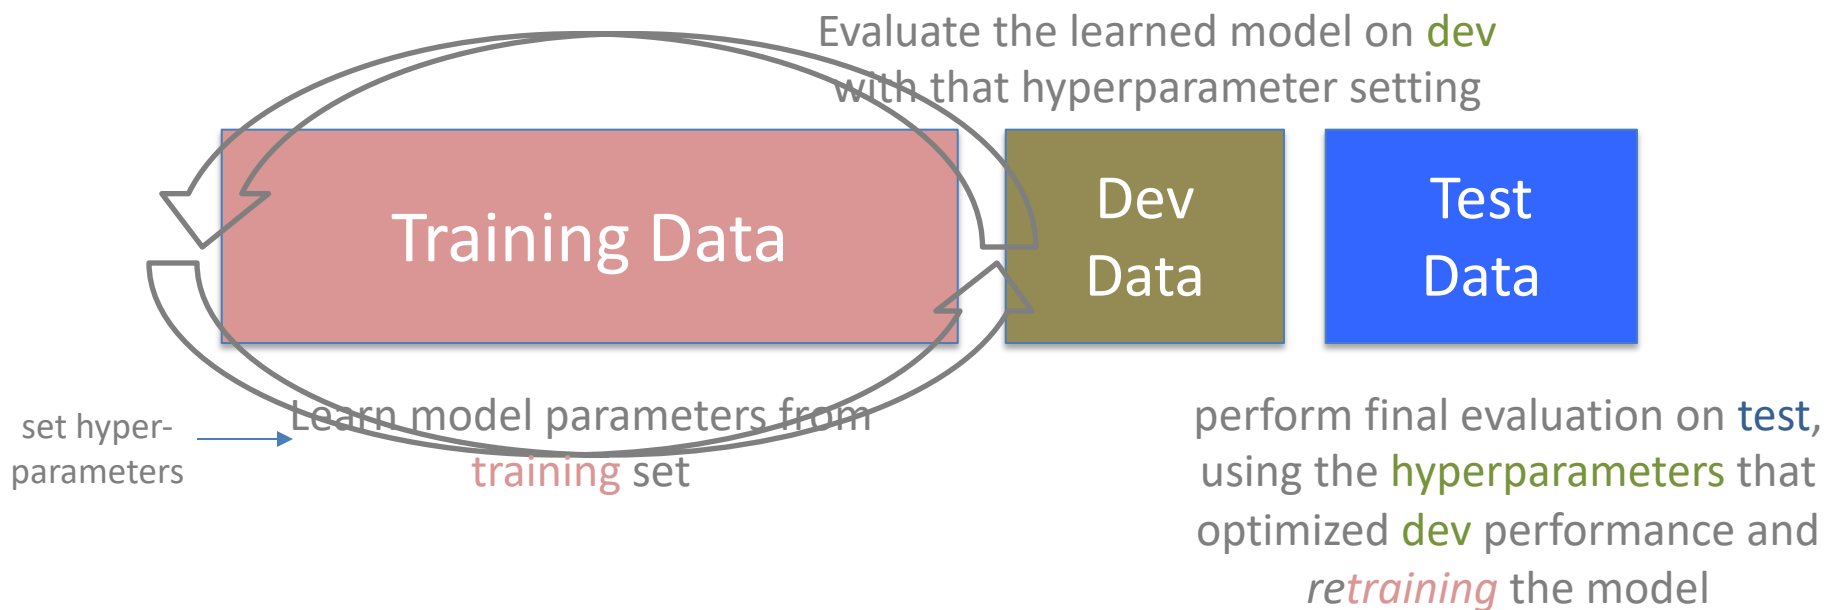 Evaluate the learned model on dev
with that hyperparameter setting
Training Data
Dev
Data
Test
Data
set hyper-
parameters
Learn model parameters from
training set
perform final evaluation on test,
using the hyperparameters that
optimized dev performance and
retraining the model